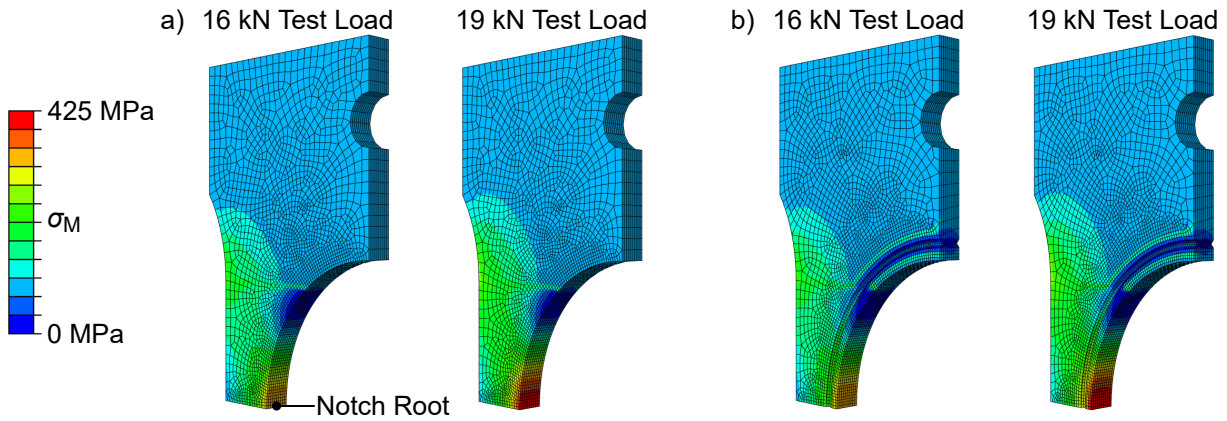 a) 16 kN Test Load 19 kN Test Load b) 16 kN Test Load 19 kN Test Load
425 MPa
σM
0 MPa
Notch Root